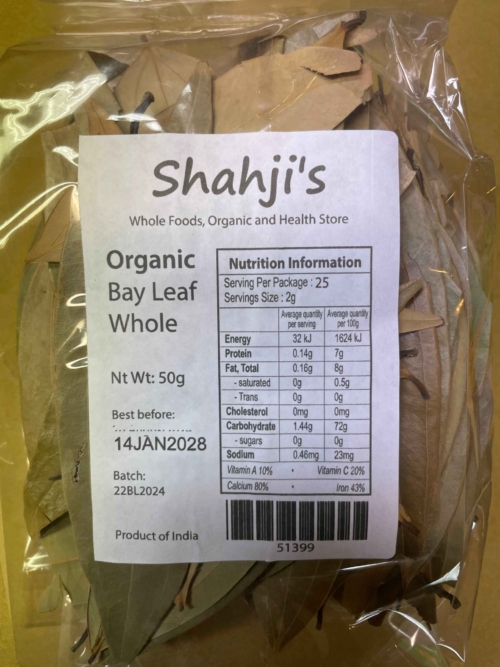 Shahji's
Whole Foods, Organic and Health Store
Organic
Bay Leaf
Whole
Nt Wt: 50g
Best before:
14JAN2028
Batch:
22BL2024
Product of India
Nutrition Information
Serving Per Package : 25
Servings Size : 2g
Average quantity per serving Average quantity per 100g
Energy 32 kJ 1624 kJ
Protein 0.14g 7g
Fat, Total 0.16g 8g
- saturated 0g 0.5g
- Trans 0g 0g
Cholesterol 0mg 0mg
Carbohydrate 1.44g 72g
- sugars 0g 0g
Sodium 0.46mg 23mg
Vitamin A 10% • Vitamin C 20%
Calcium 80% • Iron 43%
51399